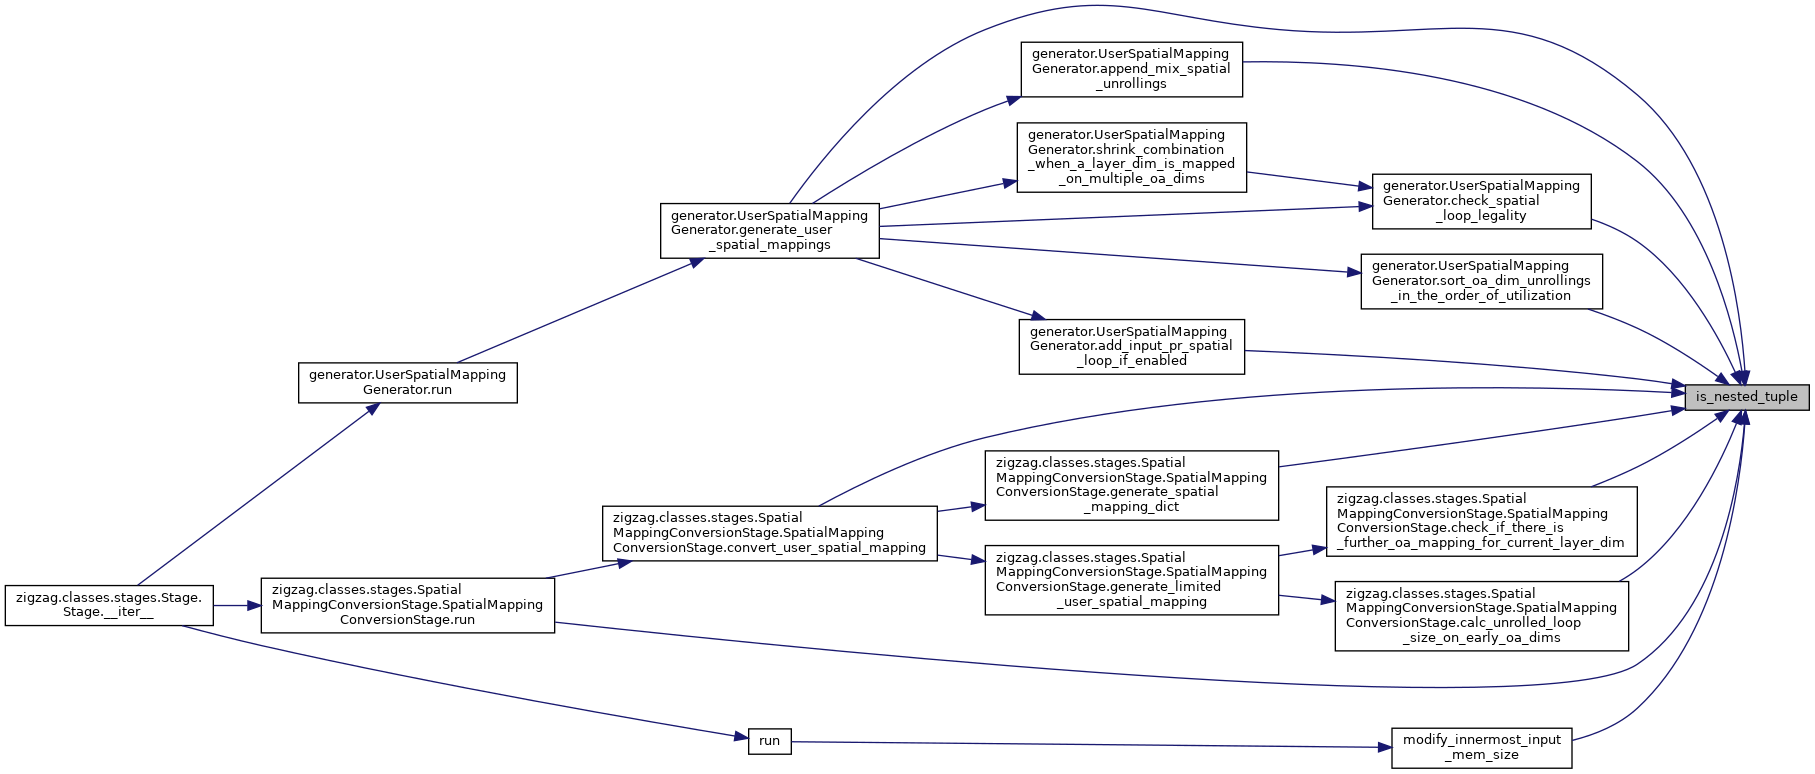 generator.UserSpatialMapping
Generator.append_mix_spatial
_unrollings
generator.UserSpatialMapping
Generator.shrink_combination
_when_a_layer_dim_is_mapped
_on_multiple_oa_dims
generator.UserSpatialMapping
Generator.check_spatial
_loop_legality
generator.UserSpatialMapping
Generator.generate_user
_spatial_mappings
generator.UserSpatialMapping
Generator.sort_oa_dim_unrollings
_in_the_order_of_utilization
generator.UserSpatialMapping
Generator.add_input_pr_spatial
_loop_if_enabled
generator.UserSpatialMapping
Generator.run
is_nested_tuple
zigzag.classes.stages.Spatial
MappingConversionStage.SpatialMapping
ConversionStage.generate_spatial
_mapping_dict
zigzag.classes.stages.Spatial
MappingConversionStage.SpatialMapping
ConversionStage.check_if_there_is
_further_oa_mapping_for_current_layer_dim
zigzag.classes.stages.Spatial
MappingConversionStage.SpatialMapping
ConversionStage.convert_user_spatial_mapping
zigzag.classes.stages.Spatial
MappingConversionStage.SpatialMapping
ConversionStage.generate_limited
_user_spatial_mapping
zigzag.classes.stages.Spatial
MappingConversionStage.SpatialMapping
ConversionStage.calc_unrolled_loop
_size_on_early_oa_dims
zigzag.classes.stages.Stage.
Stage.__iter__
zigzag.classes.stages.Spatial
MappingConversionStage.SpatialMapping
ConversionStage.run
run
modify_innermost_input
_mem_size